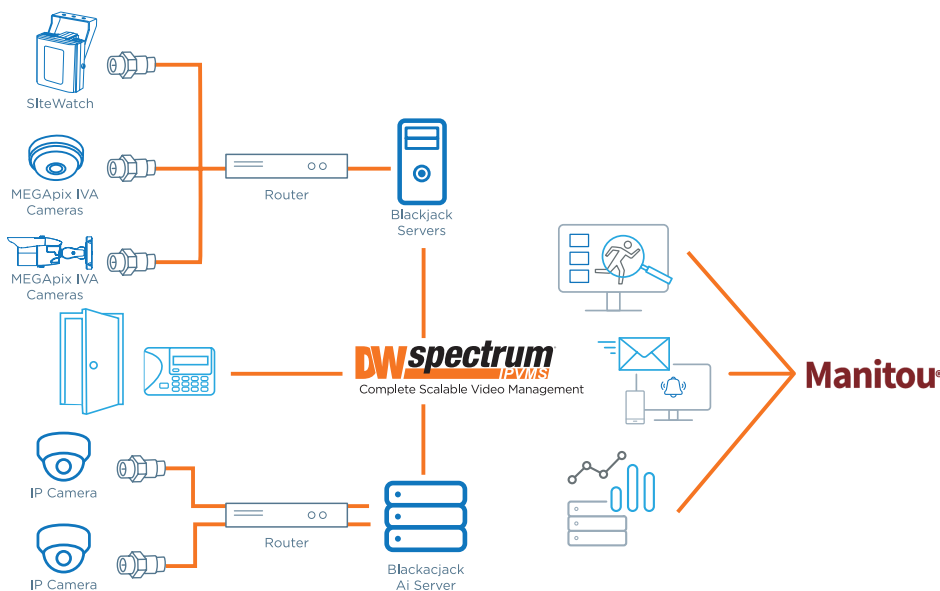 SIteWatch
MEGApix IVA
Cameras
Router
Blackjack
Servers
MEGApix IVA
Cameras
DW spectrum®
IPVMS
Complete Scalable Video Management
Manitou®
IP Camera
Router
IP Camera
Blackacjack
Ai Server